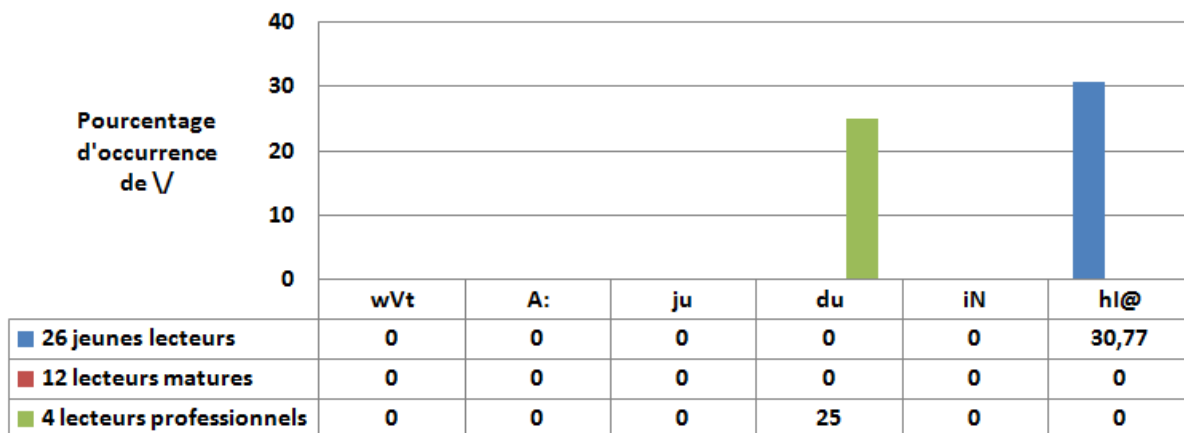 40
30
Pourcentage
d'occurrence
de \/
20
10
0
wVt A: ju du iN hI@
26 jeunes lecteurs 0 0 0 0 0 30,77
12 lecteurs matures 0 0 0 0 0 0
4 lecteurs professionnels 0 0 0 25 0 0